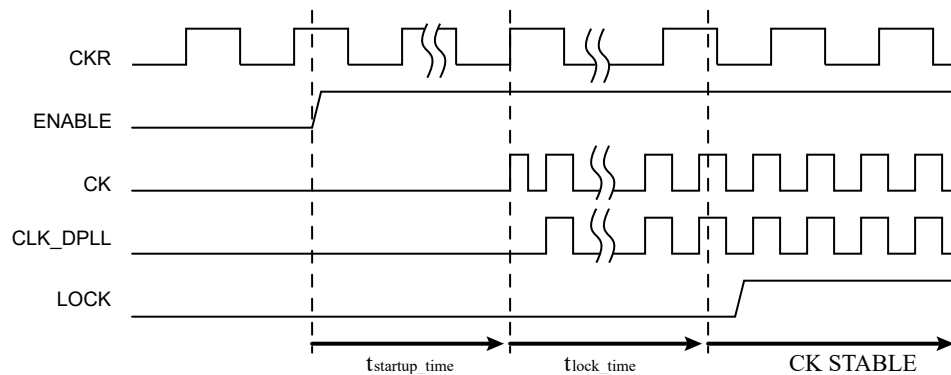 CKR
ENABLE
CK
CLK_DPLL
LOCK
tstartup_time tlock_time CK STABLE